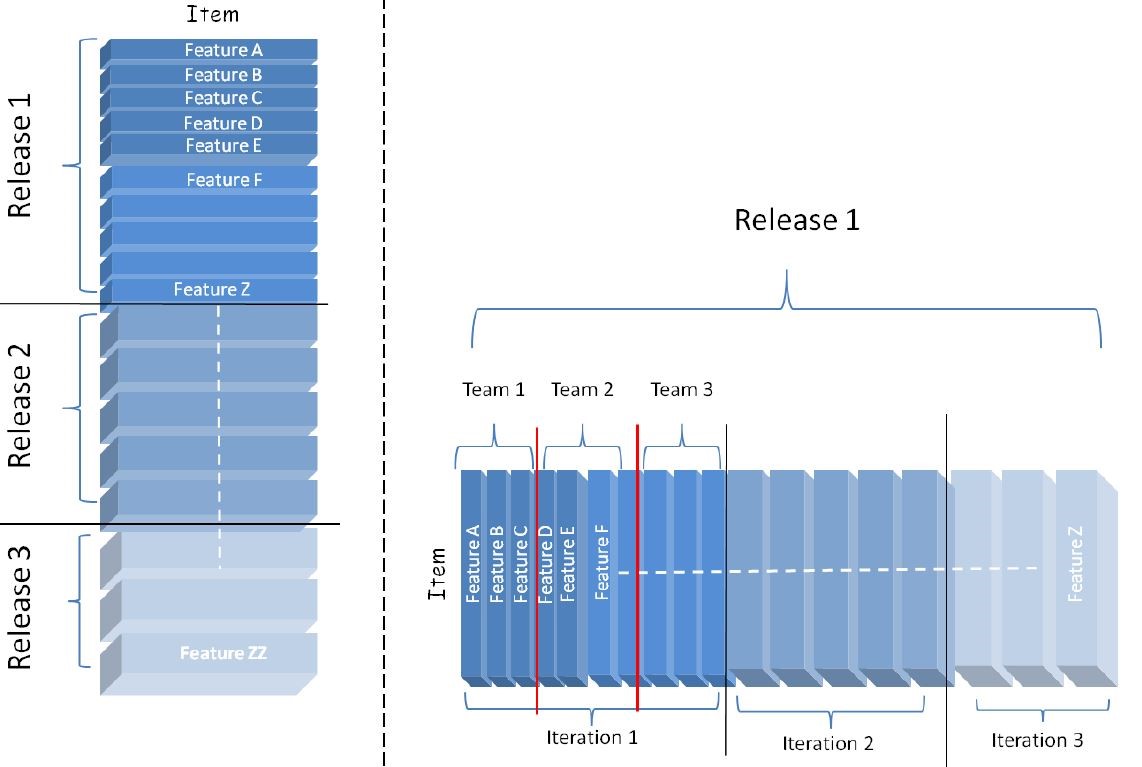 Item
Release 1
Feature A
Feature B
Feature C
Feature D
Feature E
Feature F
Feature Z
Release 2
Release 3
Feature ZZ
Release 1
Team 1
Team 2
Team 3
Item
Feature A
Feature B
Feature C
Feature D
Feature E
Feature F
Feature Z
Iteration 1
Iteration 2
Iteration 3